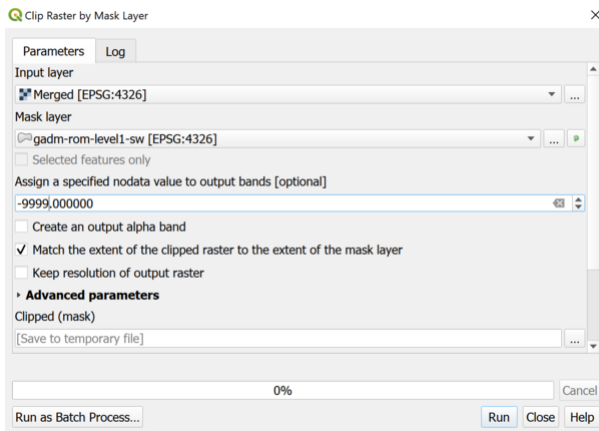 Clip Raster by Mask Layer
Parameters Log
Input layer
Merged [EPSG:4326]
...
Mask layer
gadm-rom-level1-sw [EPSG:4326]
...
Selected features only
Assign a specified nodata value to output bands [optional]
-9999,000000
Create an output alpha band
Match the extent of the clipped raster to the extent of the mask layer
Keep resolution of output raster
Advanced parameters
Clipped (mask)
[Save to temporary file]
...
0%
Cancel
Run as Batch Process...
Run
Close
Help